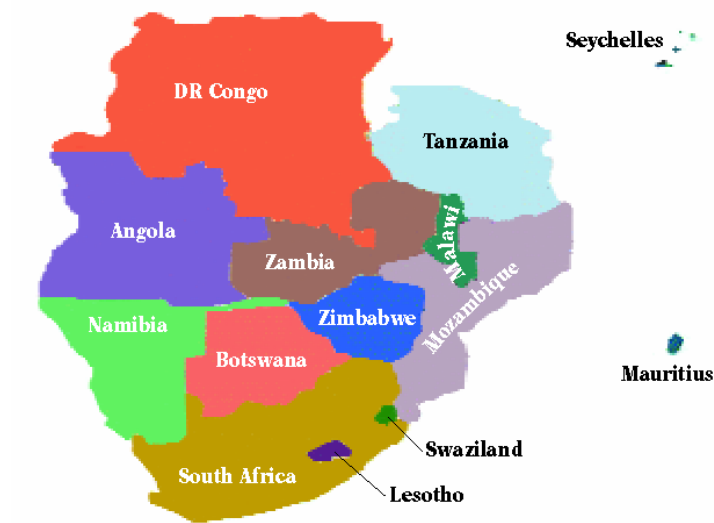 Seychelles
DR Congo
Tanzania
Angola
Malawi
Zambia
Mozambique
Namibia
Zimbabwe
Botswana
Mauritius
Swaziland
South Africa
Lesotho